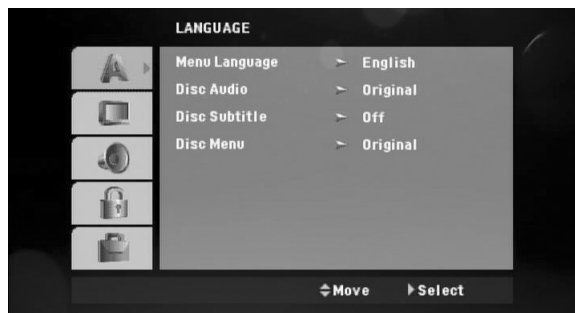 LANGUAGE
Menu Language ➢ English
Disc Audio ➢ Original
Disc Subtitle ➢ Off
Disc Menu ➢ Original
Move Select